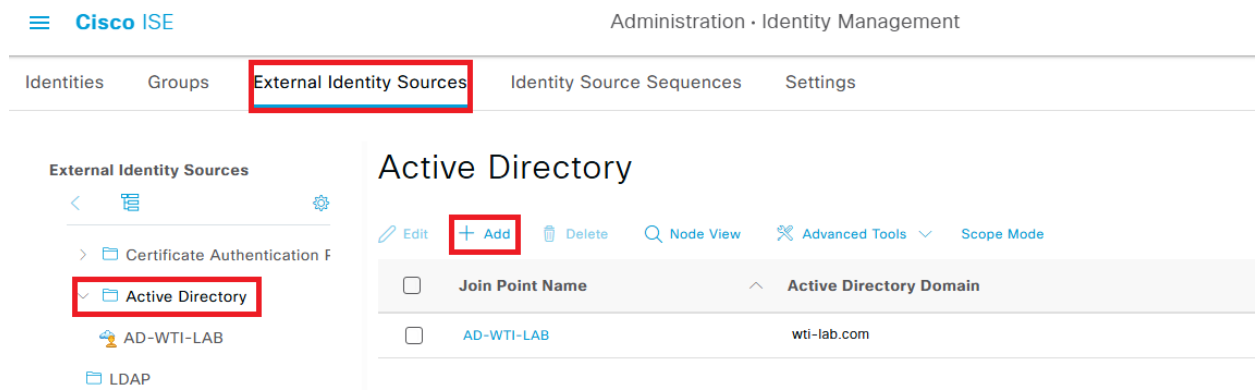 Cisco ISE
Administration · Identity Management
Identities Groups External Identity Sources Identity Source Sequences Settings
External Identity Sources
Certificate Authentication F
Active Directory
AD-WTI-LAB
LDAP
Active Directory
Edit Add Delete Node View Advanced Tools Scope Mode
Join Point Name Active Directory Domain
AD-WTI-LAB wti-lab.com